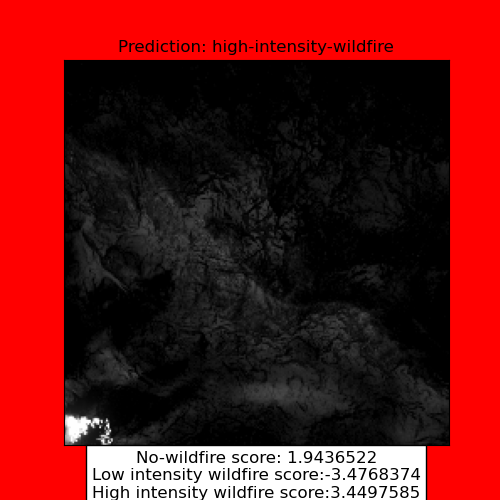 Prediction: high-intensity-wildfire
No-wildfire score: 1.9436522
Low intensity wildfire score:-3.4768374
High intensity wildfire score:3.4497585